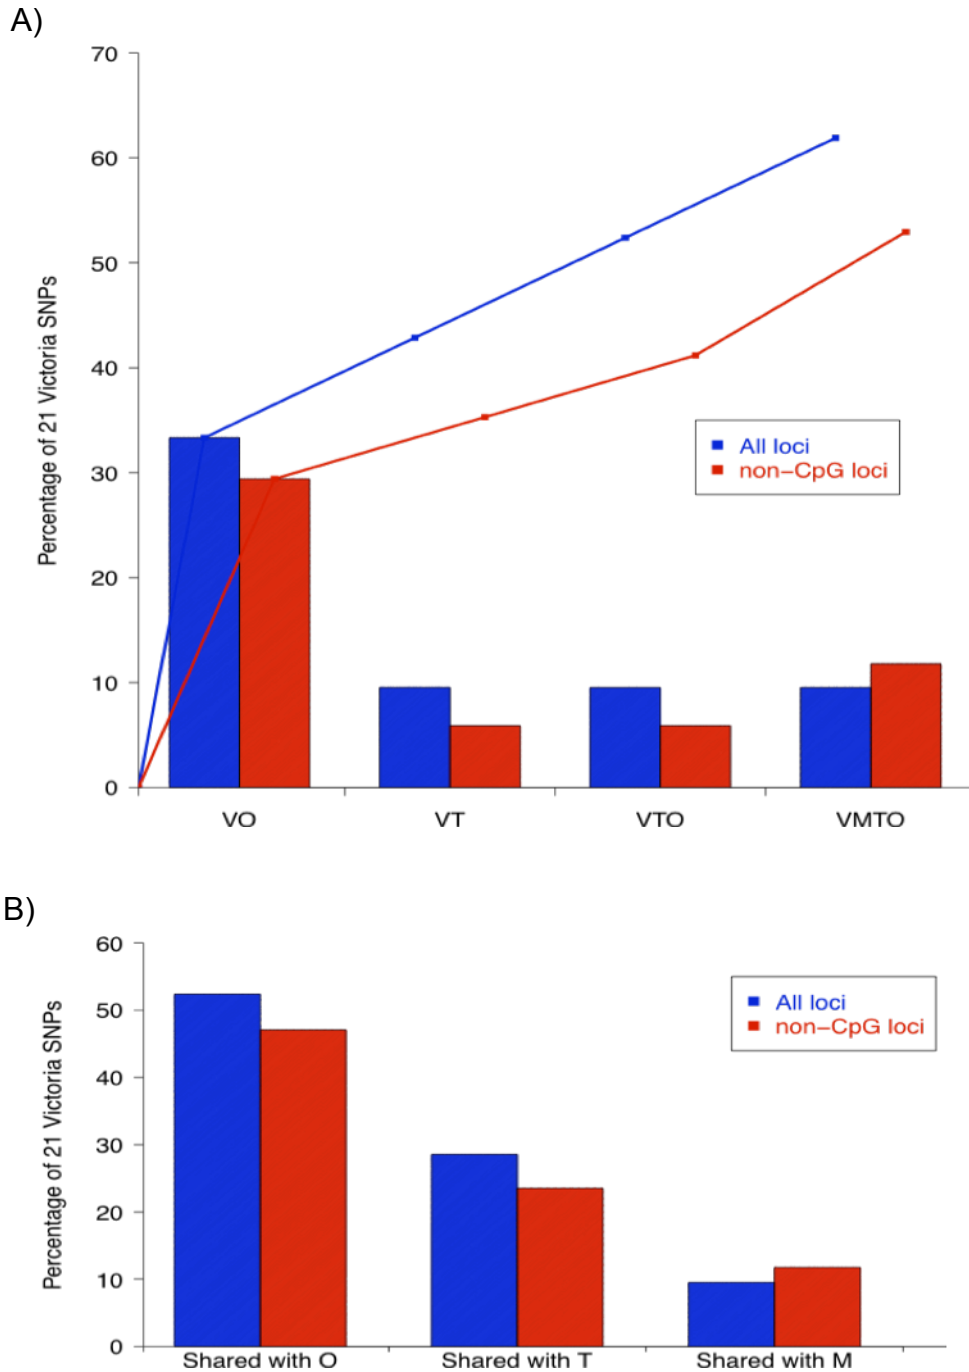 A)
70
60
50
40
30
20
10
0
Percentage of 21 Victoria SNPs
All loci
non-CpG loci
VO VT VTO VMTO
B)
60
50
40
30
20
10
0
Percentage of 21 Victoria SNPs
All loci
non-CpG loci
Shared with O Shared with T Shared with M